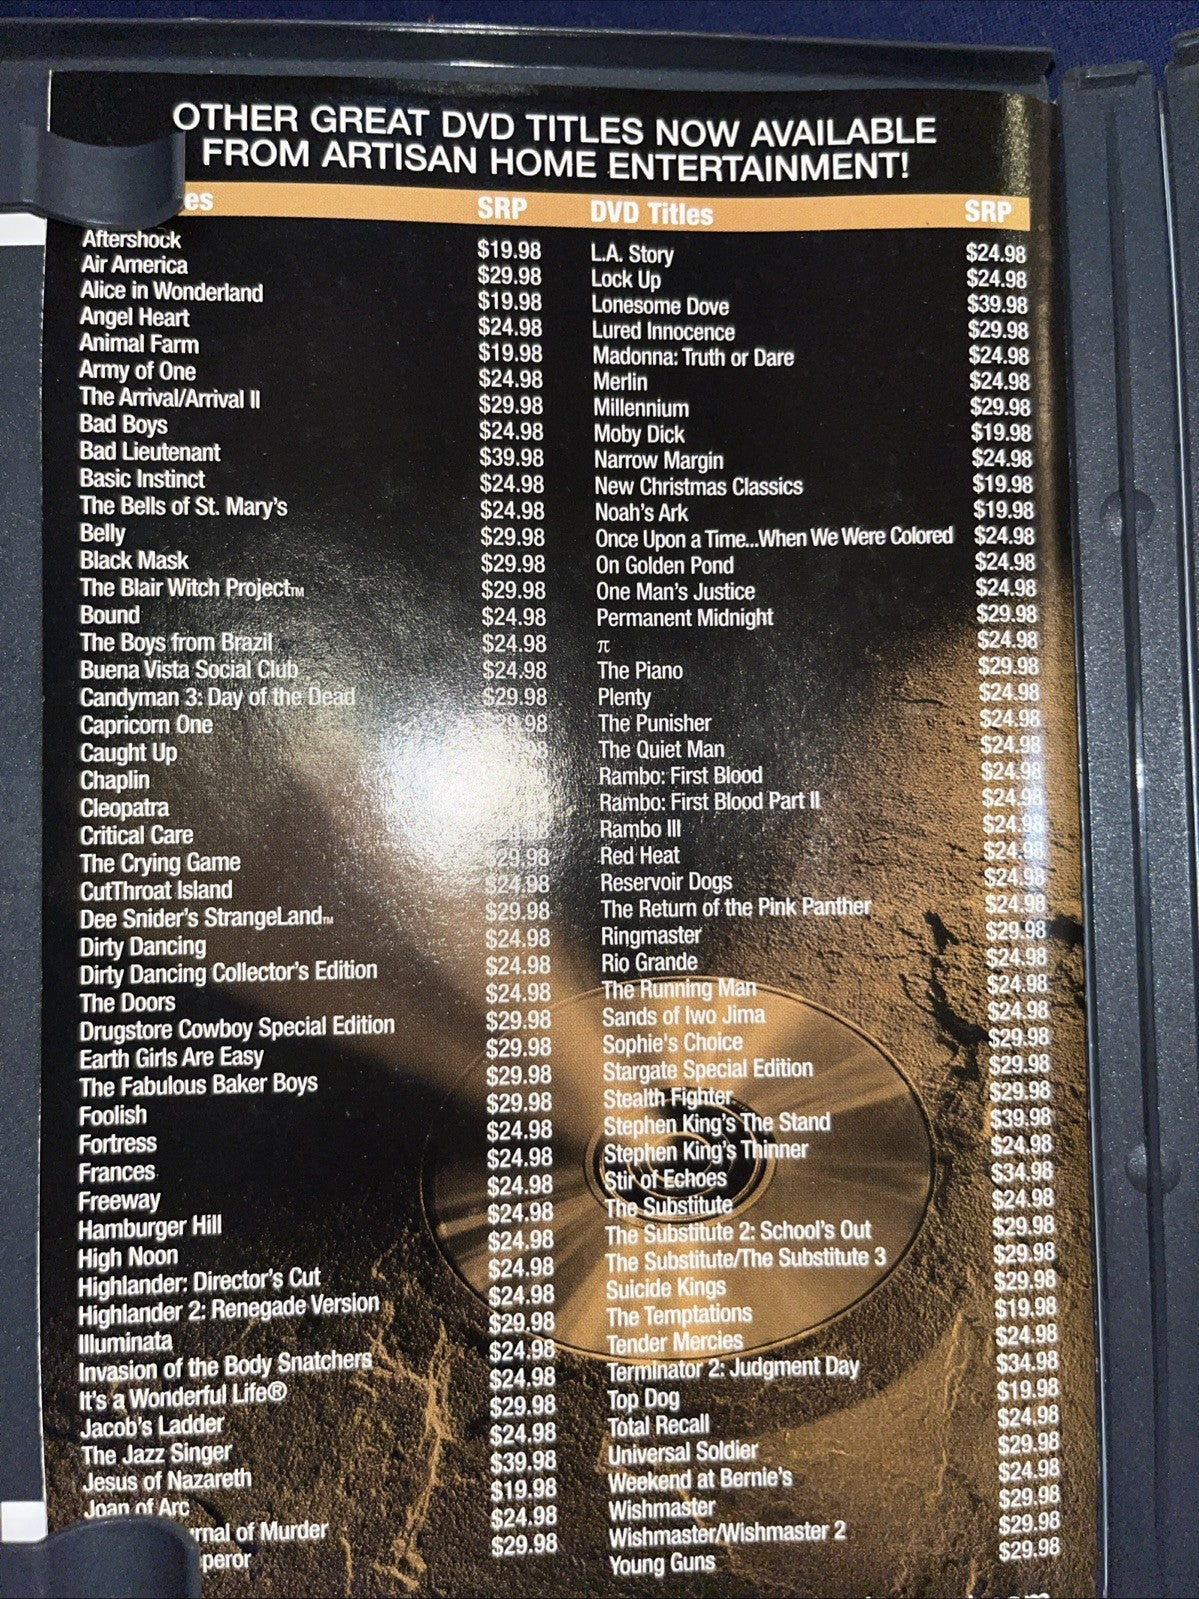 OTHER GREAT DVD TITLES NOW AVAILABLE
FROM ARTISAN HOME ENTERTAINMENT!
SRP
Aftershock $19.98
Air America $29.98
Alice in Wonderland $19.98
Angel Heart $24.98
Animal Farm $19.98
Army of One $24.98
The Arrival/Arrival II $29.98
Bad Boys $24.98
Bad Lieutenant $39.98
Basic Instinct $24.98
The Bells of St. Mary's $24.98
Belly $29.98
Black Mask $29.98
The Blair Witch Project™ $29.98
Bound $24.98
The Boys from Brazil $24.98
Buena Vista Social Club $24.98
Candyman 3: Day of the Dead $29.98
Capricorn One
Caught Up
Chaplin
Cleopatra
Critical Care
The Crying Game $29.98
CutThroat Island $24.98
Dee Snider's StrangeLand™ $29.98
Dirty Dancing $24.98
Dirty Dancing Collector's Edition $24.98
The Doors $24.98
Drugstore Cowboy Special Edition $29.98
Earth Girls Are Easy $29.98
The Fabulous Baker Boys $29.98
Foolish $29.98
Fortress $24.98
Frances $24.98
Freeway $24.98
Hamburger Hill $24.98
High Noon $24.98
Highlander: Director's Cut $24.98
Highlander 2: Renegade Version $24.98
Illuminata $29.98
Invasion of the Body Snatchers $24.98
It's a Wonderful Life® $24.98
Jacob's Ladder $29.98
The Jazz Singer $24.98
Jesus of Nazareth $39.98
Joan of Arc $19.98
of Murder $24.98
$29.98
DVD Titles SRP
L.A. Story $24.98
Lock Up $24.98
Lonesome Dove $39.98
Lured Innocence $29.98
Madonna: Truth or Dare $24.98
Merlin $24.98
Millennium $29.98
Moby Dick $19.98
Narrow Margin $24.98
New Christmas Classics $19.98
Noah's Ark $19.98
Once Upon a Time...When We Were Colored $24.98
On Golden Pond $24.98
One Man's Justice $24.98
Permanent Midnight $29.98
π $24.98
The Piano $29.98
Plenty $24.98
The Punisher $24.98
The Quiet Man $24.98
Rambo: First Blood $24.98
Rambo: First Blood Part II $24.98
Rambo III $24.98
Red Heat $24.98
Reservoir Dogs $24.98
The Return of the Pink Panther $24.98
Ringmaster $29.98
Rio Grande $24.98
The Running Man $24.98
Sands of Iwo Jima $24.98
Sophie's Choice $29.98
Stargate Special Edition $29.98
Stealth Fighter $29.98
Stephen King's The Stand $39.98
Stephen King's Thinner $24.98
Stir of Echoes $34.98
The Substitute $24.98
The Substitute 2: School's Out $29.98
The Substitute/The Substitute 3 $29.98
Suicide Kings $29.98
The Temptations $19.98
Tender Mercies $24.98
Terminator 2: Judgment Day $34.98
Top Dog $19.98
Total Recall $24.98
Universal Soldier $29.98
Weekend at Bernie's $24.98
Wishmaster $29.98
Wishmaster/Wishmaster 2 $29.98
Young Guns $29.98